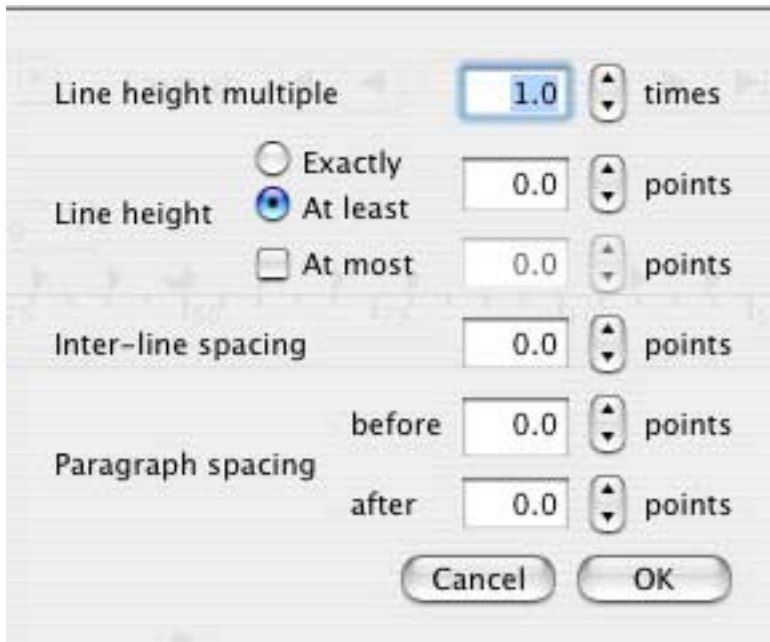 Line height multiple 1.0 times
Exactly
Line height 0.0 points
At least
At most 0.0 points
Inter-line spacing 0.0 points
before 0.0 points
Paragraph spacing
after 0.0 points
Cancel OK